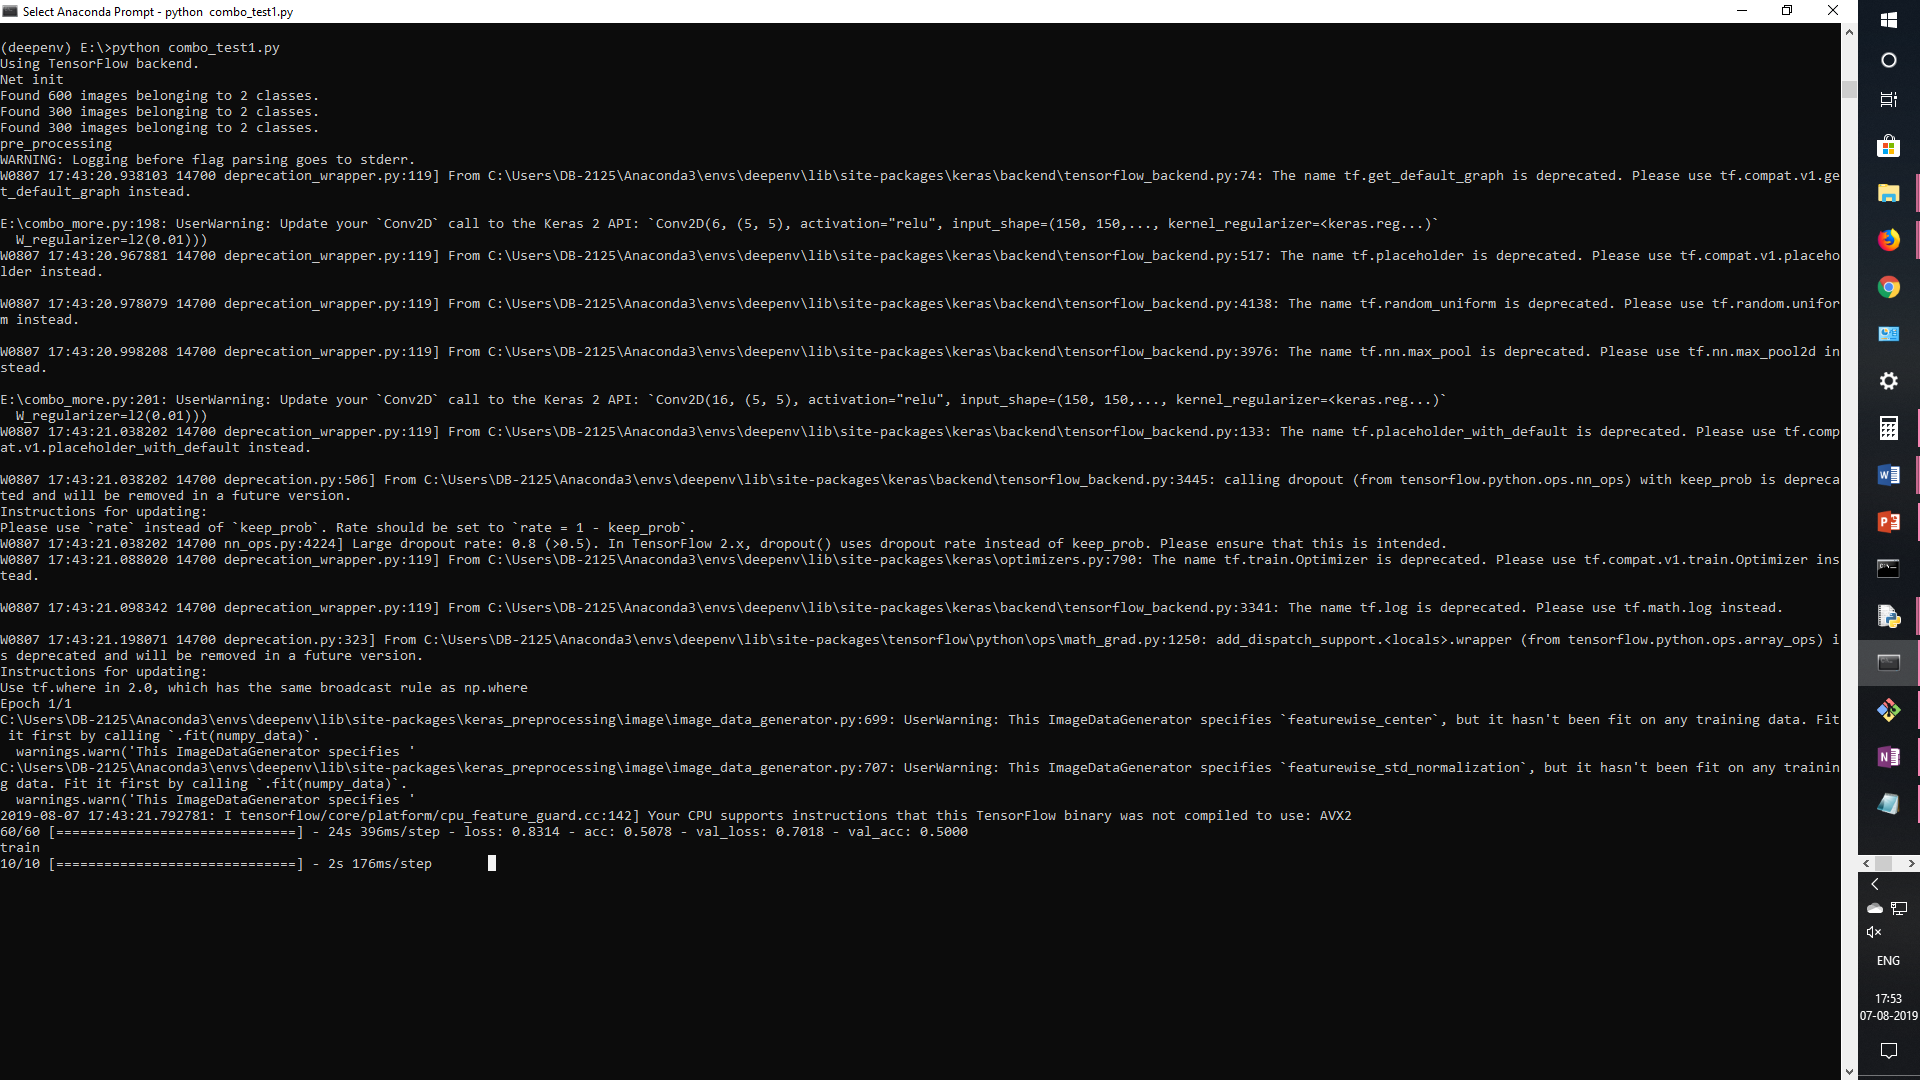 Select Anaconda Prompt - python  combo_test1.py
(deepenv) E:\>python combo_test1.py
Using TensorFlow backend.
Net init
Found 600 images belonging to 2 classes.
Found 300 images belonging to 2 classes.
Found 300 images belonging to 2 classes.
pre_processing
WARNING: Logging before flag parsing goes to stderr.
W0807 17:43:20.938103 14700 deprecation_wrapper.py:119] From C:\Users\DB-2125\Anaconda3\envs\deepenv\lib\site-packages\keras\backend\tensorflow_backend.py:74: The name tf.get_default_graph is deprecated. Please use tf.compat.v1.ge
t_default_graph instead.
E:\combo_more.py:198: UserWarning: Update your `Conv2D` call to the Keras 2 API: `Conv2D(6, (5, 5), activation="relu", input_shape=(150, 150,..., kernel_regularizer=<keras.reg...)`
  W_regularizer=l2(0.01)))
W0807 17:43:20.967881 14700 deprecation_wrapper.py:119] From C:\Users\DB-2125\Anaconda3\envs\deepenv\lib\site-packages\keras\backend\tensorflow_backend.py:517: The name tf.placeholder is deprecated. Please use tf.compat.v1.placeho
lder instead.
W0807 17:43:20.978079 14700 deprecation_wrapper.py:119] From C:\Users\DB-2125\Anaconda3\envs\deepenv\lib\site-packages\keras\backend\tensorflow_backend.py:4138: The name tf.random_uniform is deprecated. Please use tf.random.unifor
m instead.
W0807 17:43:20.998208 14700 deprecation_wrapper.py:119] From C:\Users\DB-2125\Anaconda3\envs\deepenv\lib\site-packages\keras\backend\tensorflow_backend.py:3976: The name tf.nn.max_pool is deprecated. Please use tf.nn.max_pool2d in
stead.
E:\combo_more.py:201: UserWarning: Update your `Conv2D` call to the Keras 2 API: `Conv2D(16, (5, 5), activation="relu", input_shape=(150, 150,..., kernel_regularizer=<keras.reg...)`
  W_regularizer=l2(0.01)))
W0807 17:43:21.038202 14700 deprecation_wrapper.py:119] From C:\Users\DB-2125\Anaconda3\envs\deepenv\lib\site-packages\keras\backend\tensorflow_backend.py:133: The name tf.placeholder_with_default is deprecated. Please use tf.comp
at.v1.placeholder_with_default instead.
W0807 17:43:21.038202 14700 deprecation.py:506] From C:\Users\DB-2125\Anaconda3\envs\deepenv\lib\site-packages\keras\backend\tensorflow_backend.py:3445: calling dropout (from tensorflow.python.ops.nn_ops) with keep_prob is depreca
ted and will be removed in a future version.
Instructions for updating:
Please use `rate` instead of `keep_prob`. Rate should be set to `rate = 1 - keep_prob`.
W0807 17:43:21.038202 14700 nn_ops.py:4224] Large dropout rate: 0.8 (>0.5). In TensorFlow 2.x, dropout() uses dropout rate instead of keep_prob. Please ensure that this is intended.
W0807 17:43:21.088020 14700 deprecation_wrapper.py:119] From C:\Users\DB-2125\Anaconda3\envs\deepenv\lib\site-packages\keras\optimizers.py:790: The name tf.train.Optimizer is deprecated. Please use tf.compat.v1.train.Optimizer ins
tead.
W0807 17:43:21.098342 14700 deprecation_wrapper.py:119] From C:\Users\DB-2125\Anaconda3\envs\deepenv\lib\site-packages\keras\backend\tensorflow_backend.py:3341: The name tf.log is deprecated. Please use tf.math.log instead.
W0807 17:43:21.198071 14700 deprecation.py:323] From C:\Users\DB-2125\Anaconda3\envs\deepenv\lib\site-packages\tensorflow\python\ops\math_grad.py:1250: add_dispatch_support.<locals>.wrapper (from tensorflow.python.ops.array_ops) i
s deprecated and will be removed in a future version.
Instructions for updating:
Use tf.where in 2.0, which has the same broadcast rule as np.where
Epoch 1/1
C:\Users\DB-2125\Anaconda3\envs\deepenv\lib\site-packages\keras_preprocessing\image\image_data_generator.py:699: UserWarning: This ImageDataGenerator specifies `featurewise_center`, but it hasn't been fit on any training data. Fit
 it first by calling `.fit(numpy_data)`.
  warnings.warn('This ImageDataGenerator specifies '
C:\Users\DB-2125\Anaconda3\envs\deepenv\lib\site-packages\keras_preprocessing\image\image_data_generator.py:707: UserWarning: This ImageDataGenerator specifies `featurewise_std_normalization`, but it hasn't been fit on any trainin
g data. Fit it first by calling `.fit(numpy_data)`.
  warnings.warn('This ImageDataGenerator specifies '
2019-08-07 17:43:21.792781: I tensorflow/core/platform/cpu_feature_guard.cc:142] Your CPU supports instructions that this TensorFlow binary was not compiled to use: AVX2
60/60 [==============================] - 24s 396ms/step - loss: 0.8314 - acc: 0.5078 - val_loss: 0.7018 - val_acc: 0.5000
train
10/10 [==============================] - 2s 176ms/step
ENG
17:53
07-08-2019